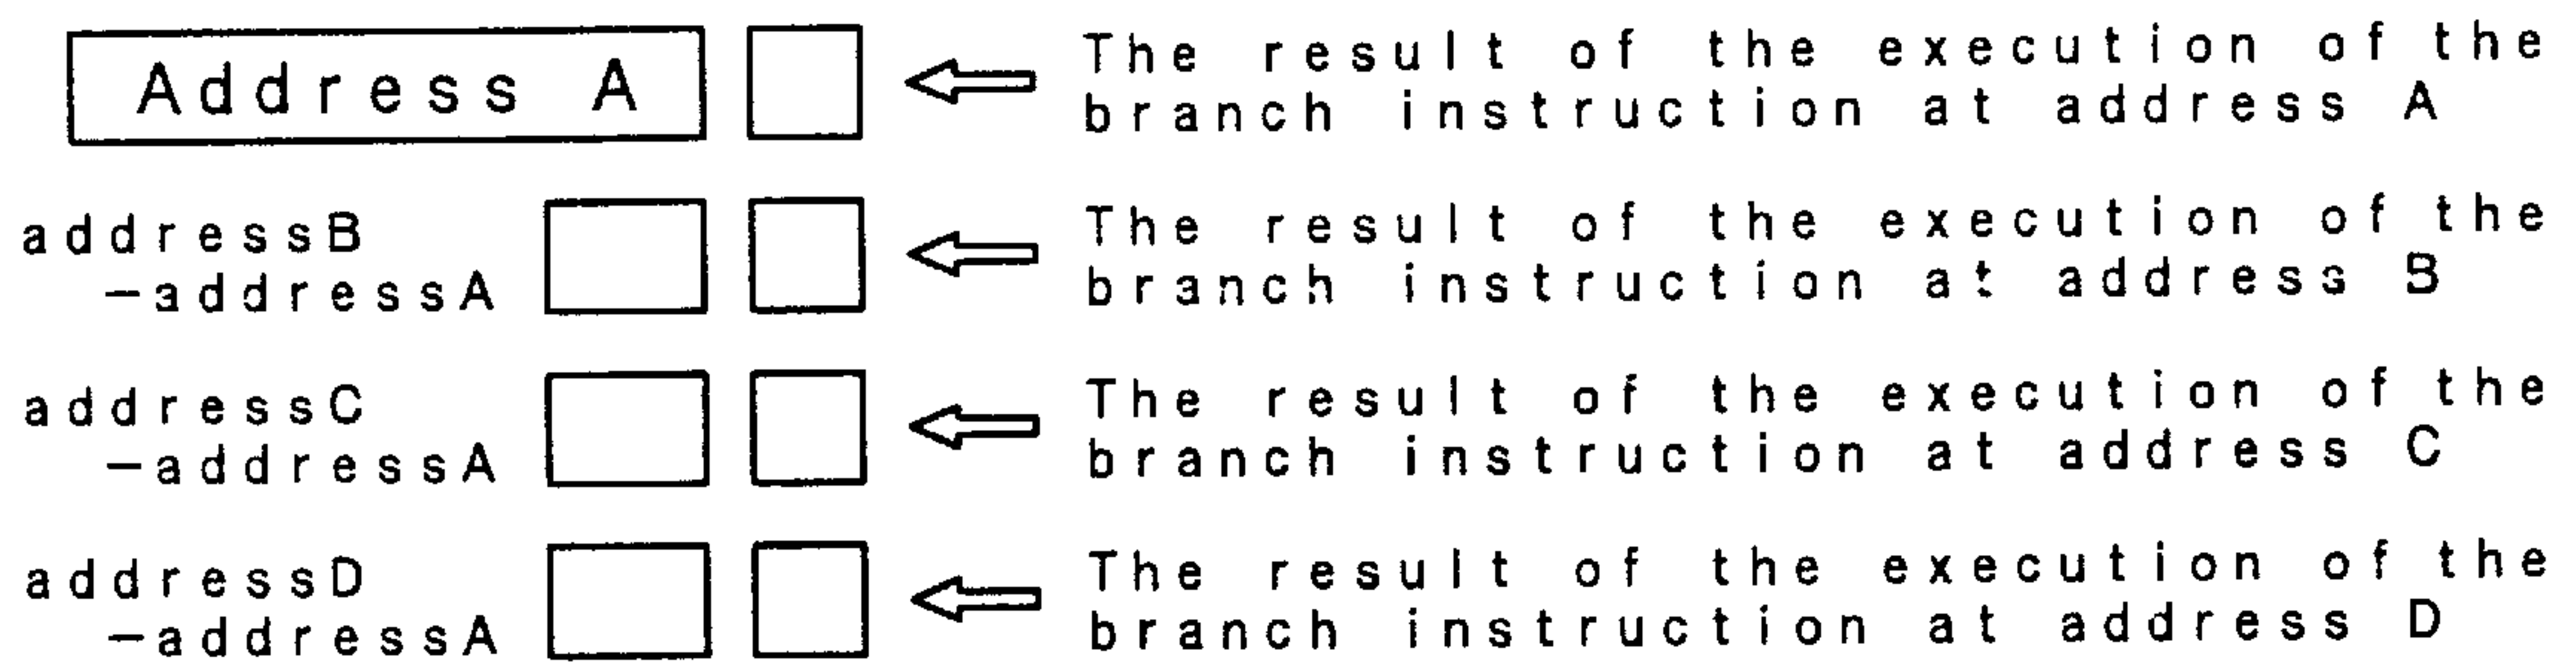 Address A
The result of the execution of the
branch instruction at address A
addressB
-addressA
The result of the execution of the
branch instruction at address B
addressC
-addressA
The result of the execution of the
branch instruction at address C
addressD
-addressA
The result of the execution of the
branch instruction at address D